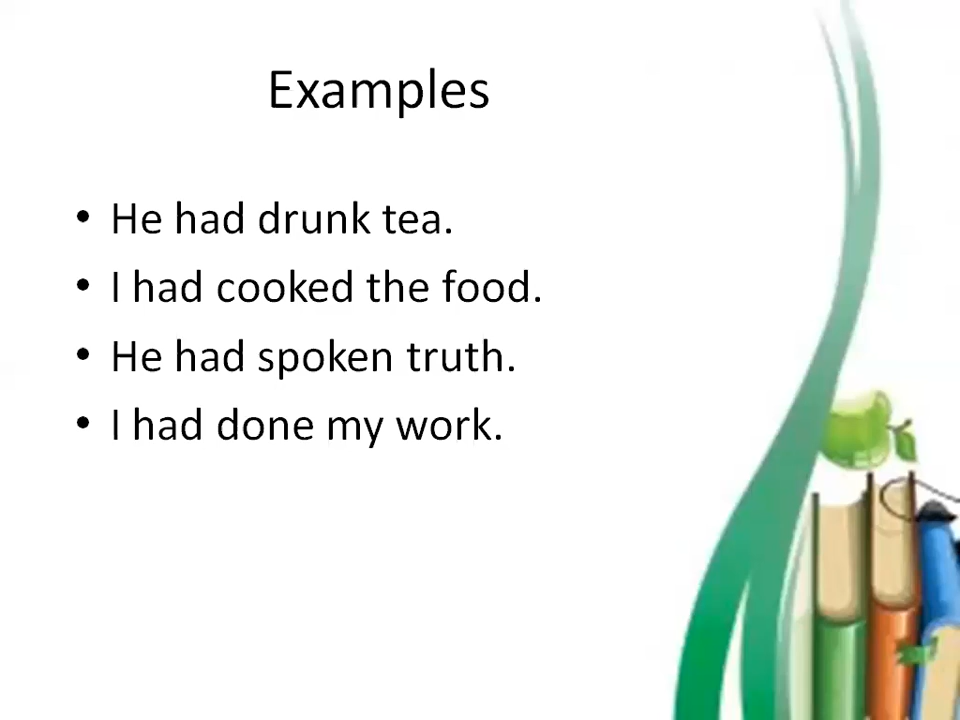 Examples
• He had drunk tea.
• I had cooked the food.
• He had spoken truth.
• I had done my work.